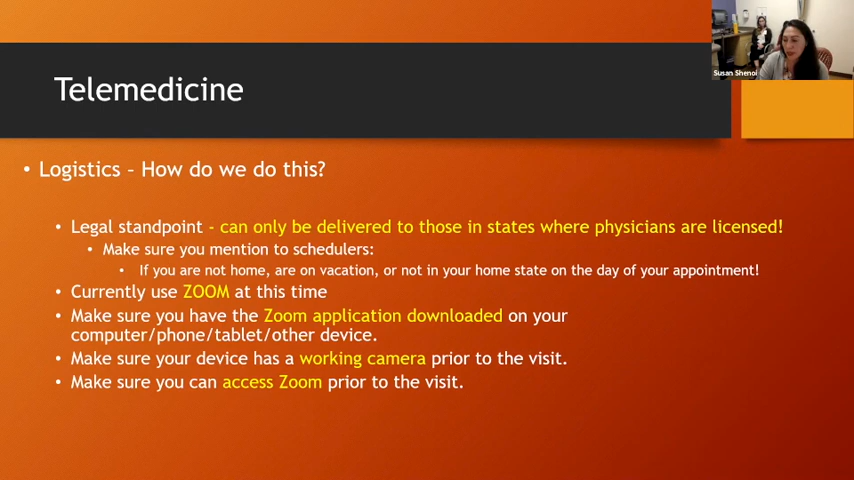 Susan Shenoi
Telemedicine
• Logistics - How do we do this?
• Legal standpoint - can only be delivered to those in states where physicians are licensed!
• Make sure you mention to schedulers:
• If you are not home, are on vacation, or not in your home state on the day of your appointment!
• Currently use ZOOM at this time
• Make sure you have the Zoom application downloaded on your
computer/phone/tablet/other device.
• Make sure your device has a working camera prior to the visit.
• Make sure you can access Zoom prior to the visit.